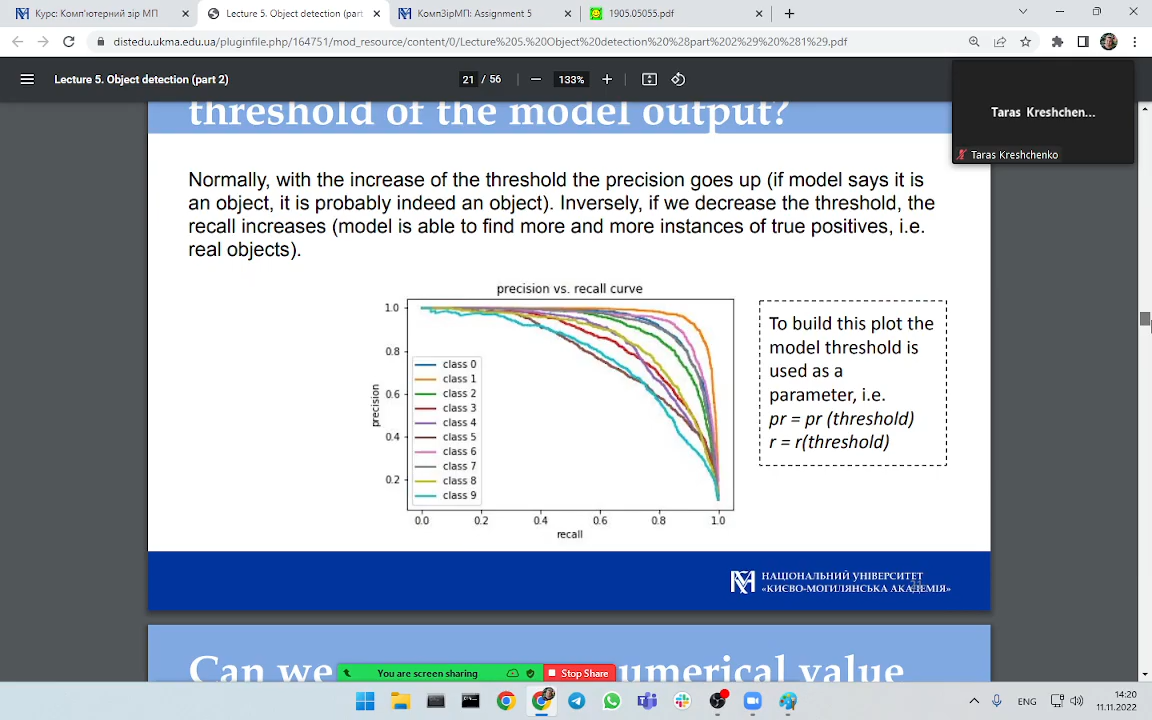 Курс: Комп'ютерний зір МП
Lecture 5. Object detection (part
КомпЗірМП: Assignment 5
1905.05055.pdf
distedu.ukma.edu.ua/pluginfile.php/164751/mod_resource/content/0/Lecture%205.%20Object%20detection%20%28part%202%29%20%281%29.pdf
Lecture 5. Object detection (part 2)
21 / 56
133%
Taras Kreshchen...
Taras Kreshchenko
threshold of the model output?
Normally, with the increase of the threshold the precision goes up (if model says it is
an object, it is probably indeed an object). Inversely, if we decrease the threshold, the
recall increases (model is able to find more and more instances of true positives, i.e.
real objects).
precision vs. recall curve
1.0
0.8
0.6
0.4
0.2
precision
class 0
class 1
class 2
class 3
class 4
class 5
class 6
class 7
class 8
class 9
0.0 0.2 0.4 0.6 0.8 1.0
recall
To build this plot the
model threshold is
used as a
parameter, i.e.
pr = pr (threshold)
r = r(threshold)
НАЦІОНАЛЬНИЙ УНІВЕРСИТЕТ
«КИЄВО-МОГИЛЯНСЬКА АКАДЕМІЯ»
21
Can we
umerical value
You are screen sharing
Stop Share
ENG
14:20
11.11.2022